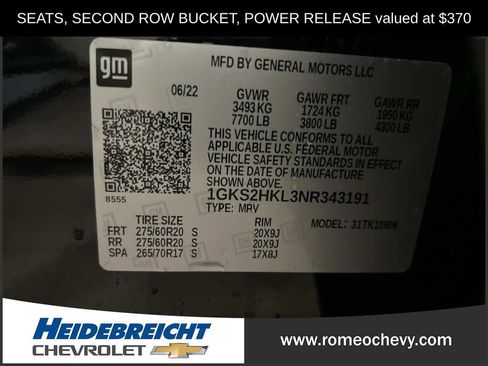 SEATS, SECOND ROW BUCKET, POWER RELEASE valued at $370
gm
MFD BY GENERAL MOTORS LLC
06/22 GVWR GAWR FRT GAWR RR
3493 KG 1724 KG 1950 KG
7700 LB 3800 LB 4300 LB
THIS VEHICLE CONFORMS TO ALL
APPLICABLE U.S. FEDERAL MOTOR
VEHICLE SAFETY STANDARDS IN EFFECT
ON THE DATE OF MANUFACTURE SHOWN ABOVE.
8555 1GKS2HKL3NR343191
TYPE: MPV MODEL: 31TK10906
TIRE SIZE RIM
FRT 275/60R20 S 20X9J
RR 275/60R20 S 20X9J
SPA 265/70R17 S 17X8J
HEIDEBREICHT
CHEVROLET
www.romeochevy.com